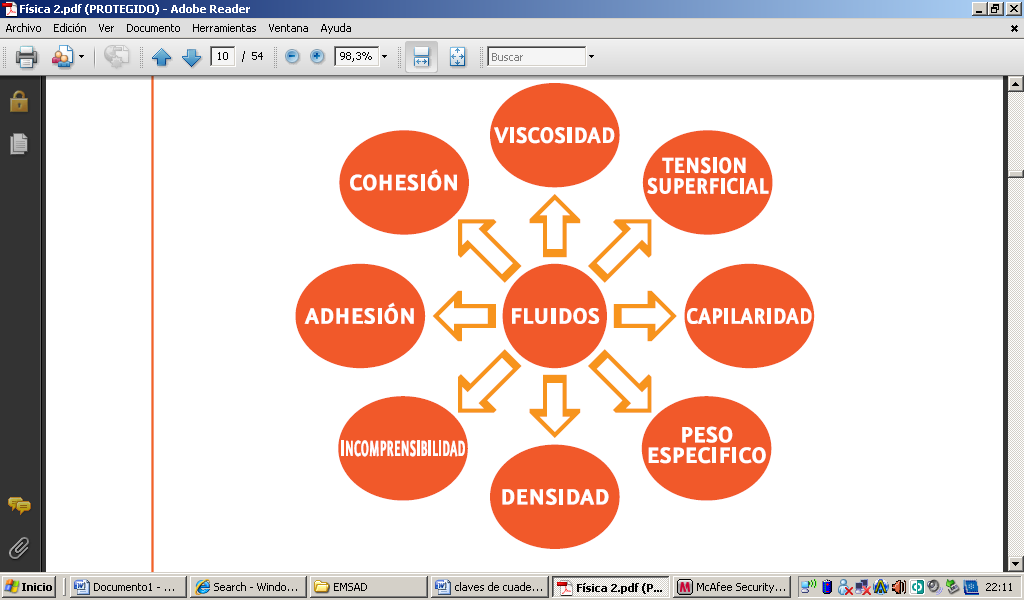 Física 2.pdf (PROTEGIDO) - Adobe Reader
Archivo Edición Ver Documento Herramientas Ventana Ayuda
10 / 54 98,3% Buscar
VISCOSIDAD
COHESIÓN
TENSION
SUPERFICIAL
ADHESIÓN
FLUIDOS
CAPILARIDAD
INCOMPRENSIBILIDAD
PESO
ESPECIFICO
DENSIDAD
Inicio Documento1 - ... Search - Windo... EMSAD claves de cuade... Física 2.pdf (P... McAfee Security... 22:11